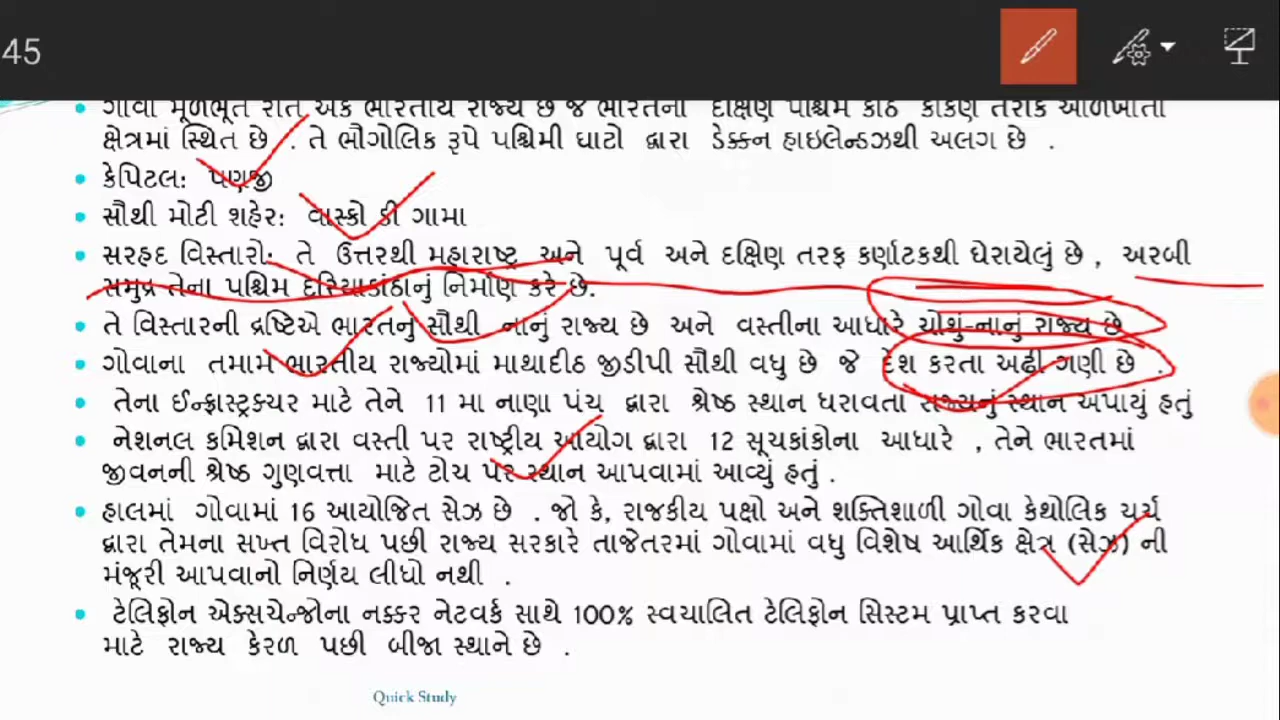 45
ગોવા મૂળભૂત રીતે એક ભારતીય રાજ્ય છે જે ભારતના દક્ષિણ પશ્ચિમ કાંઠે કોંકણ તરીકે ઓળખાતા
ક્ષેત્રમાં સ્થિત છે . તે ભૌગોલિક રૂપે પશ્ચિમી ઘાટો દ્વારા ડેક્કન હાઇલેન્ડઝથી અલગ છે .
કેપિટલ: પણજી
સૌથી મોટી શહેર: વાસ્કો ડી ગામા
સરહદ વિસ્તારો: તે ઉત્તરથી મહારાષ્ટ્ર અને પૂર્વ અને દક્ષિણ તરફ કર્ણાટકથી ઘેરાયેલું છે , અરબી
સમુદ્ર તેના પશ્ચિમ દરિયાકાંઠાનું નિર્માણ કરે છે.
તે વિસ્તારની દ્રષ્ટિએ ભારતનું સૌથી નાનું રાજ્ય છે અને વસ્તીના આધારે ચોથું-નાનું રાજ્ય છે
ગોવાના તમામ ભારતીય રાજ્યોમાં માથાદીઠ જીડીપી સૌથી વધુ છે જે દેશ કરતા અઢી ગણી છે .
તેના ઈન્ફ્રાસ્ટ્રક્ચર માટે તેને 11 મા નાણા પંચ દ્વારા શ્રેષ્ઠ સ્થાન ધરાવતા રાજ્યનું સ્થાન અપાયું હતું
નેશનલ કમિશન દ્વારા વસ્તી પર રાષ્ટ્રીય આયોગ દ્વારા 12 સૂચકાંકોના આધારે , તેને ભારતમાં
જીવનની શ્રેષ્ઠ ગુણવત્તા માટે ટોચ પર સ્થાન આપવામાં આવ્યું હતું .
હાલમાં ગોવામાં 16 આયોજિત સેઝ છે . જો કે, રાજકીય પક્ષો અને શક્તિશાળી ગોવા કેથોલિક ચર્ચ
દ્વારા તેમના સખ્ત વિરોધ પછી રાજ્ય સરકારે તાજેતરમાં ગોવામાં વધુ વિશેષ આર્થિક ક્ષેત્ર (સેઝ) ની
મંજૂરી આપવાનો નિર્ણય લીધો નથી .
ટેલિફોન એક્સચેન્જોના નક્કર નેટવર્ક સાથે 100% સ્વચાલિત ટેલિફોન સિસ્ટમ પ્રાપ્ત કરવા
માટે રાજ્ય કેરળ પછી બીજા સ્થાને છે .
Quick Study